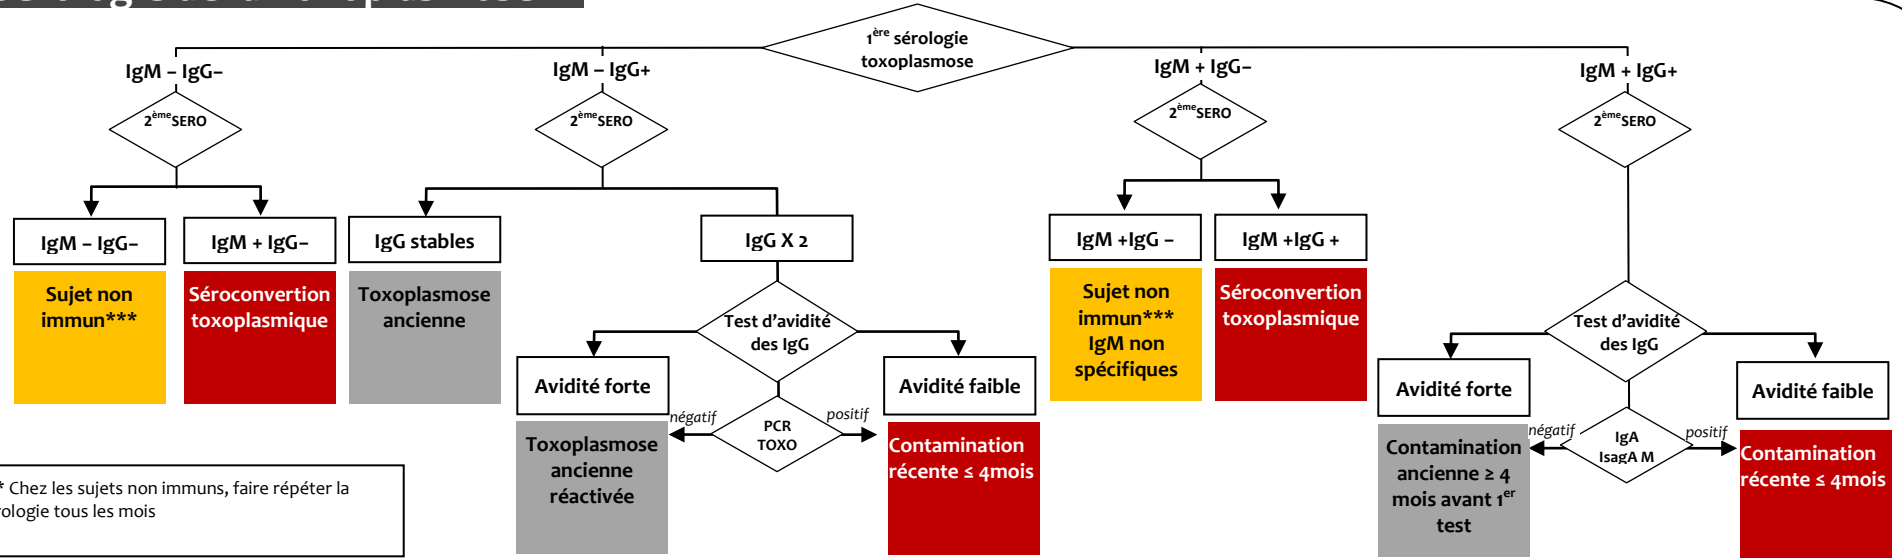 1ère sérologie
toxoplasmose
IgM – IgG–
IgM – IgG+
IgM + IgG–
IgM + IgG+
2èmeSERO
2èmeSERO
2èmeSERO
2èmeSERO
IgM – IgG–
IgM + IgG–
IgG stables
IgG X 2
IgM +IgG –
IgM +IgG +
Sujet non
immun***
Séroconvertion
toxoplasmique
Toxoplasmose
ancienne
Sujet non
immun***
IgM non
spécifiques
Séroconvertion
toxoplasmique
Test d’avidité
des IgG
Test d’avidité
des IgG
Avidité forte
Avidité faible
Avidité forte
Avidité faible
négatif
PCR
TOXO
positif
négatif
IgA
IsagA M
positif
Toxoplasmose
ancienne
réactivée
Contamination
récente ≤ 4mois
Contamination
ancienne ≥ 4
mois avant 1er
test
Contamination
récente ≤ 4mois
* Chez les sujets non immuns, faire répéter la
rologie tous les mois